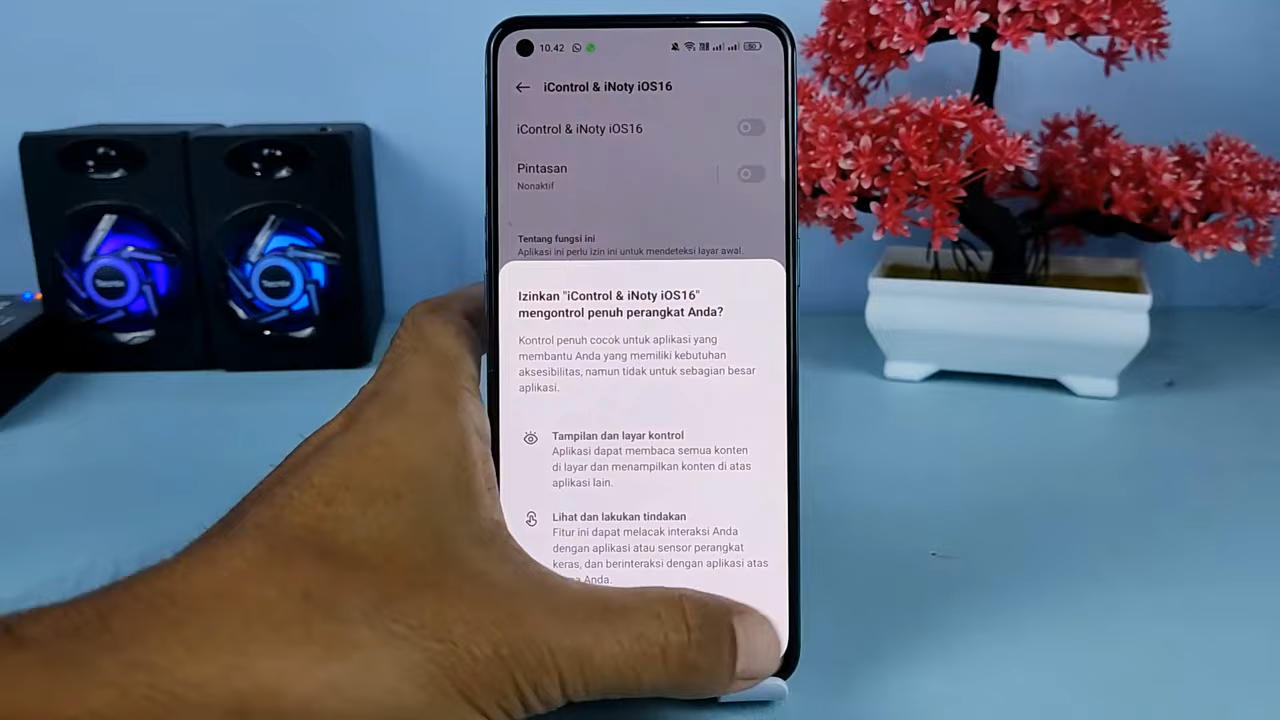 10.42
iControl & iNoty iOS16
iControl & iNoty iOS16
Pintasan
Nonaktif
Tentang fungsi ini
Aplikasi ini perlu izin ini untuk mendeteksi layar awal.
Izinkan "iControl & iNoty iOS16"
mengontrol penuh perangkat Anda?
Kontrol penuh cocok untuk aplikasi yang
membantu Anda yang memiliki kebutuhan
aksesibilitas, namun tidak untuk sebagian besar
aplikasi.
Tampilan dan layar kontrol
Aplikasi dapat membaca semua konten
di layar dan menampilkan konten di atas
aplikasi lain.
Lihat dan lakukan tindakan
Fitur ini dapat melacak interaksi Anda
dengan aplikasi atau sensor perangkat
keras, dan berinteraksi dengan aplikasi atas
Anda.